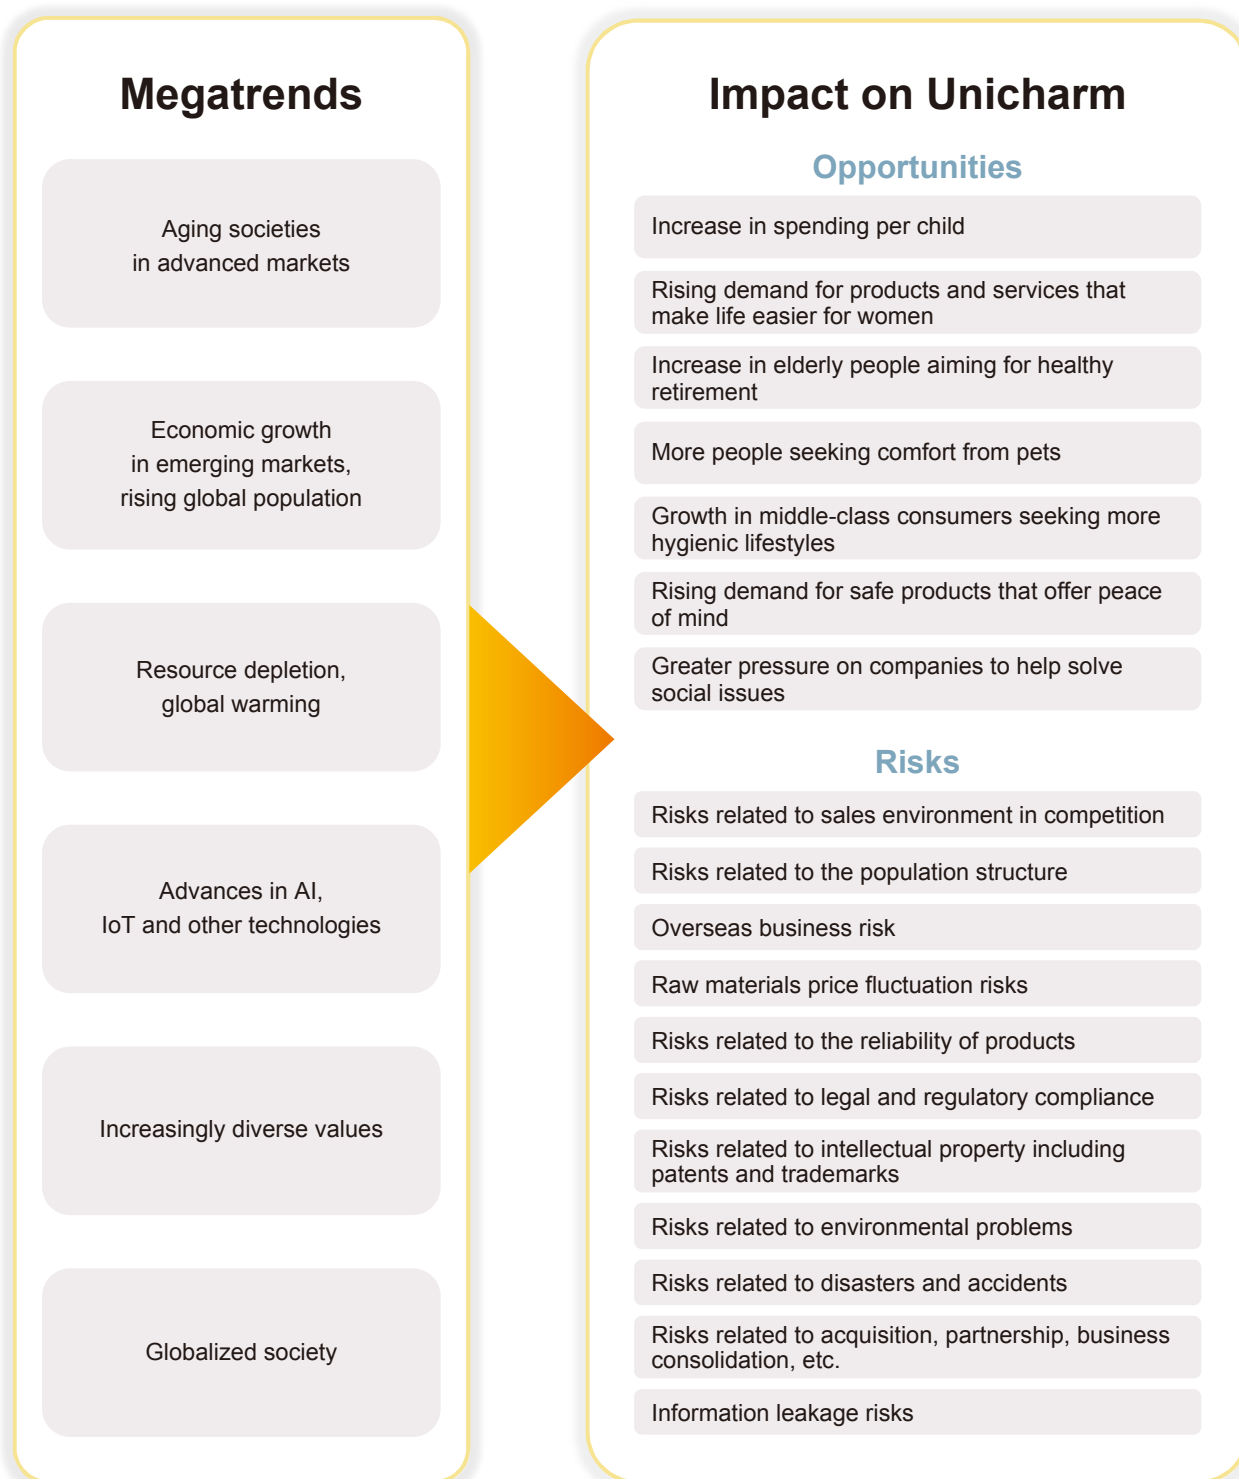 Megatrends
Aging societies
in advanced markets
Economic growth
in emerging markets,
rising global population
Resource depletion,
global warming
Advances in AI,
IoT and other technologies
Increasingly diverse values
Globalized society
Impact on Unicharm
Opportunities
Increase in spending per child
Rising demand for products and services that
make life easier for women
Increase in elderly people aiming for healthy
retirement
More people seeking comfort from pets
Growth in middle-class consumers seeking more
hygienic lifestyles
Rising demand for safe products that offer peace
of mind
Greater pressure on companies to help solve
social issues
Risks
Risks related to sales environment in competition
Risks related to the population structure
Overseas business risk
Raw materials price fluctuation risks
Risks related to the reliability of products
Risks related to legal and regulatory compliance
Risks related to intellectual property including
patents and trademarks
Risks related to environmental problems
Risks related to disasters and accidents
Risks related to acquisition, partnership, business
consolidation, etc.
Information leakage risks